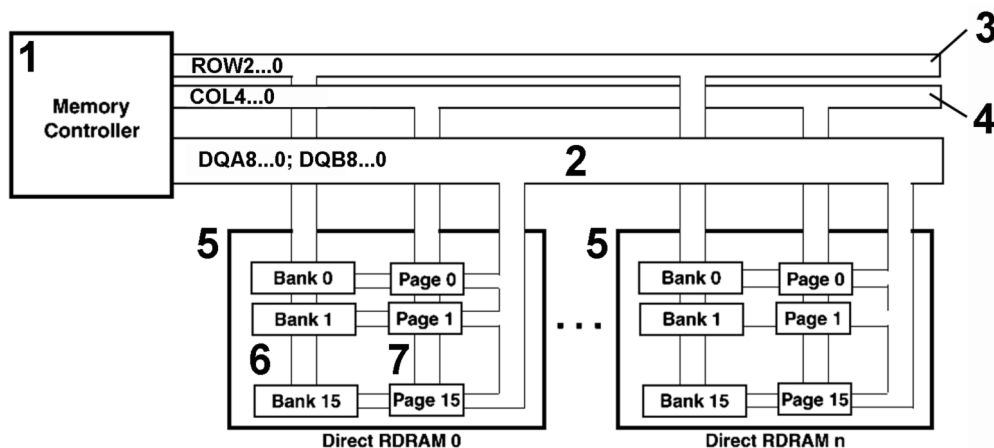 1
Memory
Controller
ROW2...0
3
COL4...0
4
DQA8...0; DQB8...0
2
5
Bank 0
Page 0
Bank 1
Page 1
6
7
Bank 15
Page 15
Direct RDRAM 0
...
5
Bank 0
Page 0
Bank 1
Page 1
Bank 15
Page 15
Direct RDRAM n